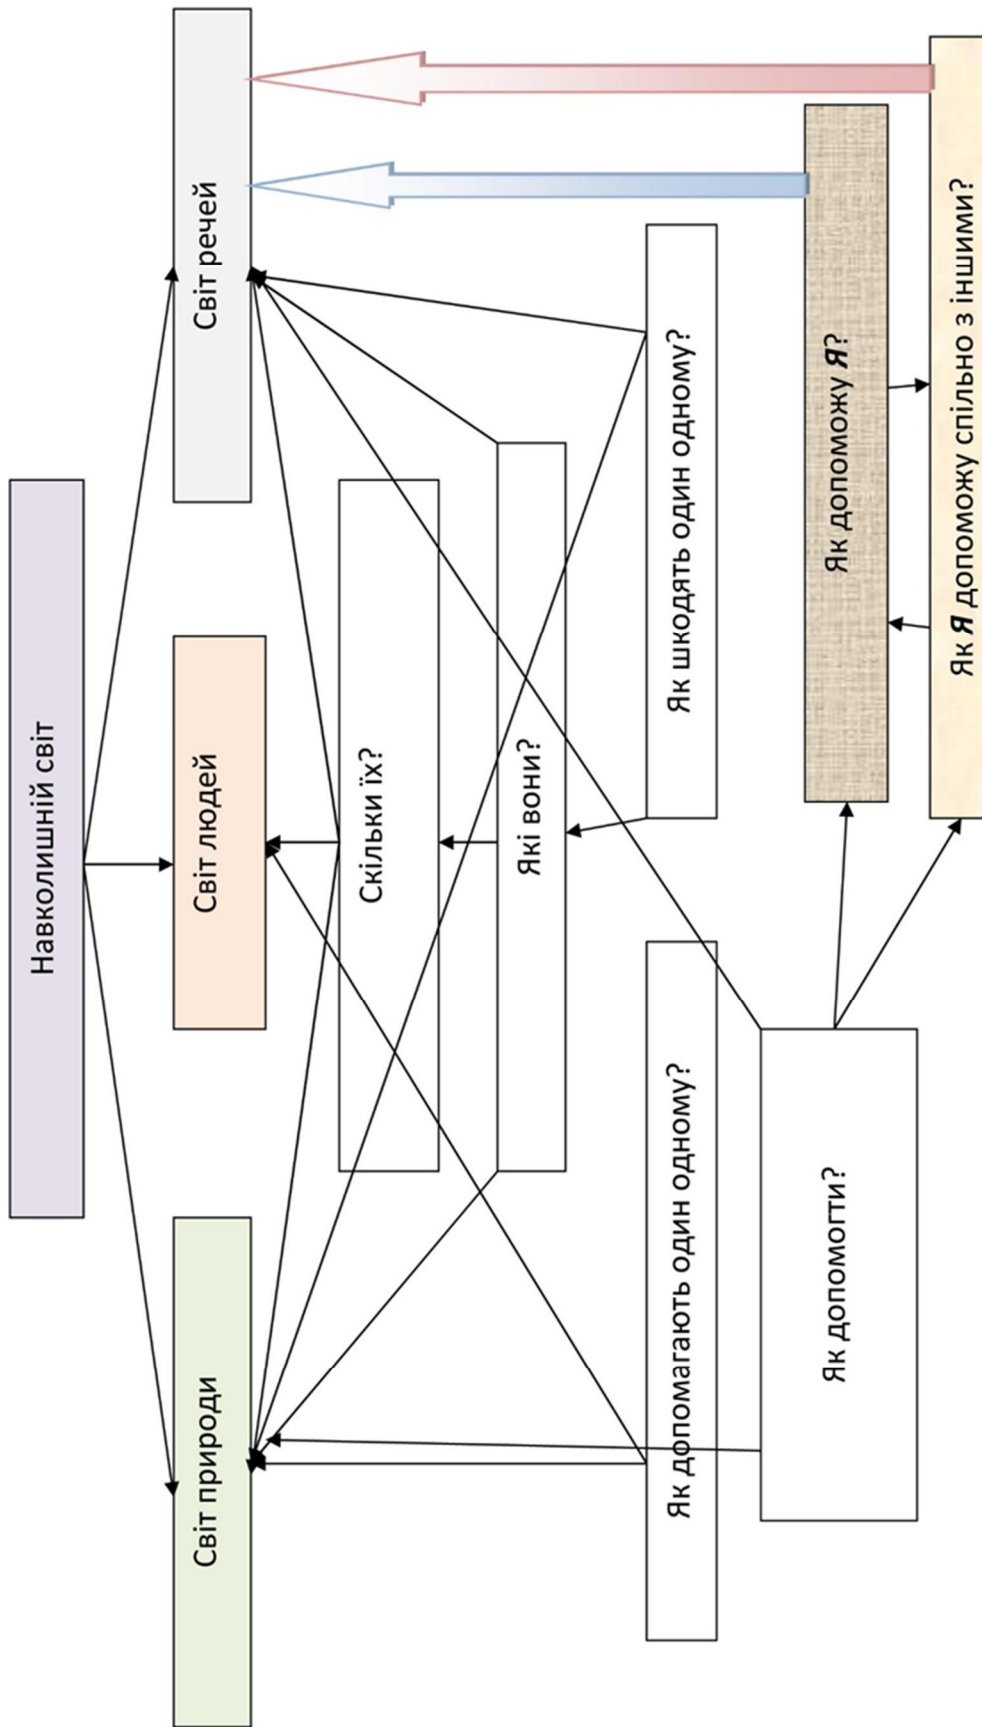 Навколишній світ
Світ природи
Світ людей
Світ речей
Скільки їх?
Які вони?
Як допомагають один одному?
Як шкодять один одному?
Як допомогти?
Як допоможу Я?
Як Я допоможу спільно з іншими?